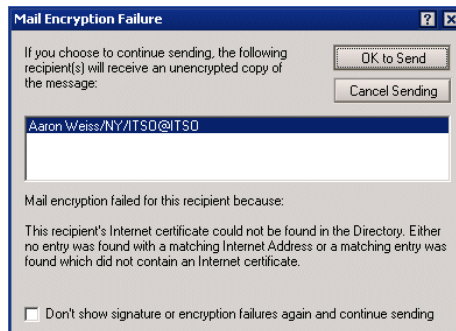 Mail Encryption Failure
If you choose to continue sending, the following
recipient(s) will receive an unencrypted copy of
the message:
OK to Send
Cancel Sending
Aaron Weiss/NY/ITSO@ITSO
Mail encryption failed for this recipient because:
This recipient's Internet certificate could not be found in the Directory. Either
no entry was found with a matching Internet Address or a matching entry was
found which did not contain an Internet certificate.
Don't show signature or encryption failures again and continue sending